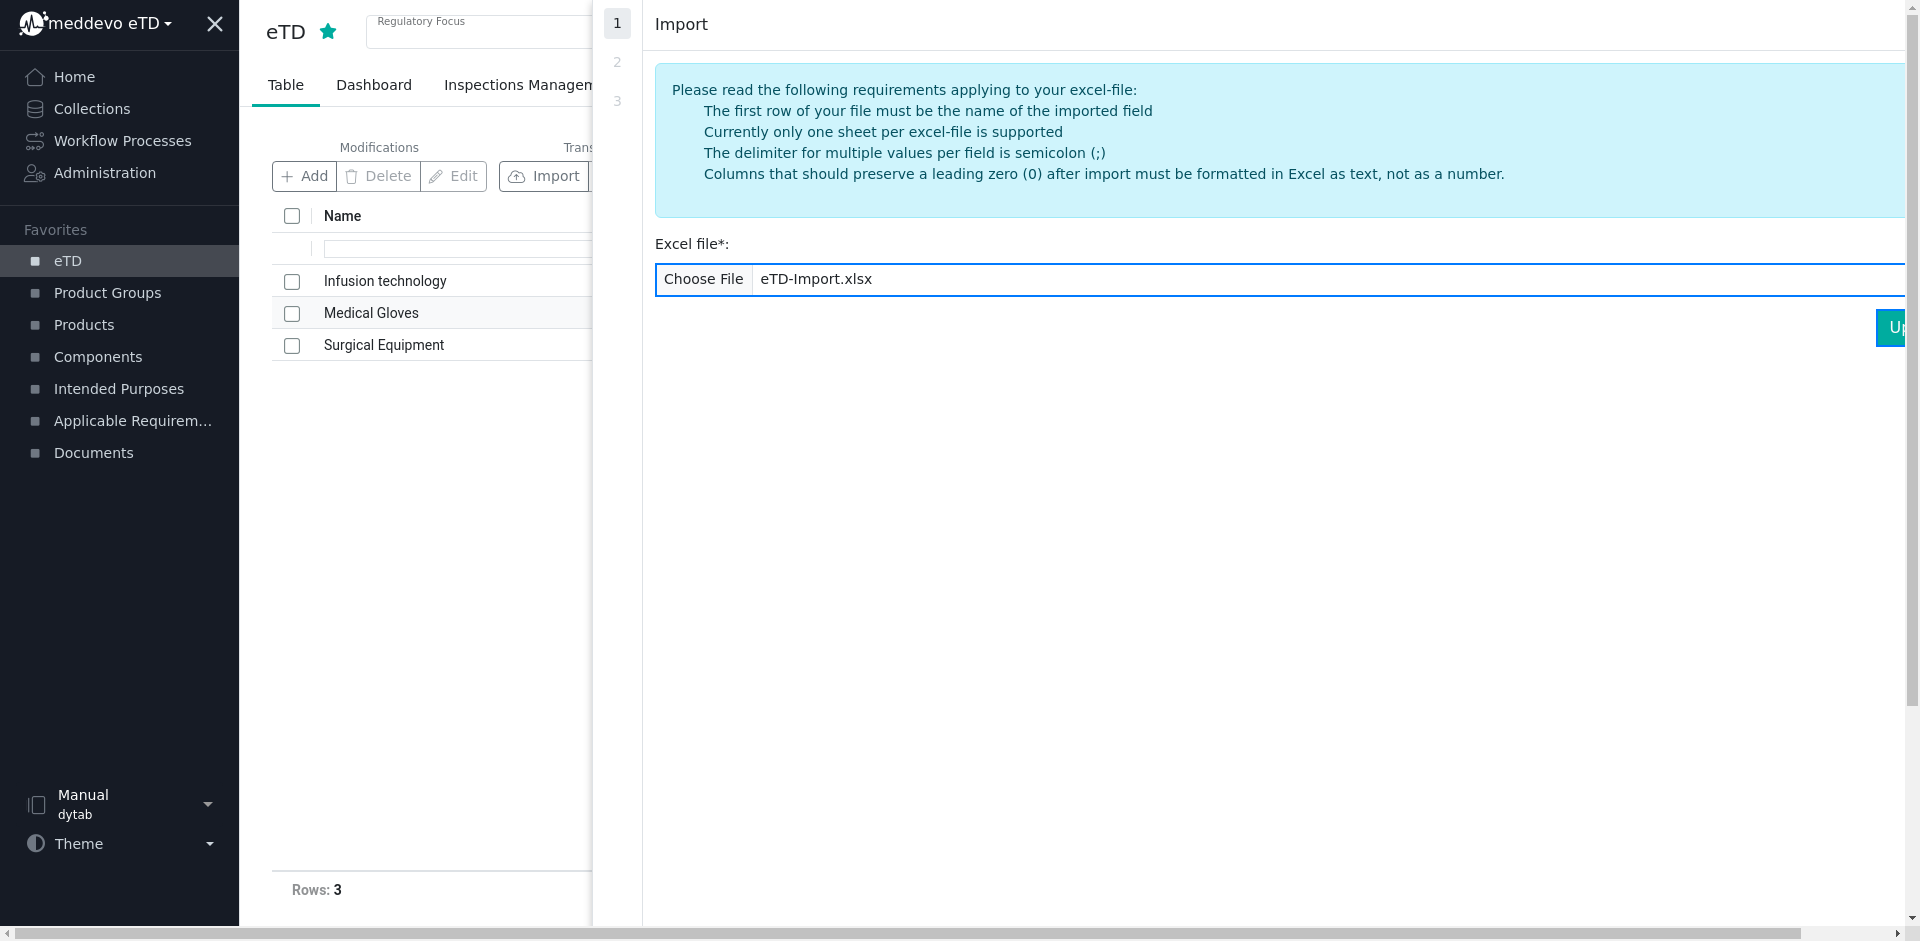 meddevo eTD
Home
Collections
Workflow Processes
Administration
Favorites
eTD
Product Groups
Products
Components
Intended Purposes
Applicable Requirem...
Documents
Manual
dytab
Theme
eTD
Regulatory Focus
Table
Dashboard
Inspections Managem
Modifications
Trans
Add
Delete
Edit
Import
Name
Infusion technology
Medical Gloves
Surgical Equipment
Rows: 3
1
2
3
Import
Please read the following requirements applying to your excel-file:
The first row of your file must be the name of the imported field
Currently only one sheet per excel-file is supported
The delimiter for multiple values per field is semicolon (;)
Columns that should preserve a leading zero (0) after import must be formatted in Excel as text, not as a number.
Excel file*:
Choose File eTD-Import.xlsx
Up